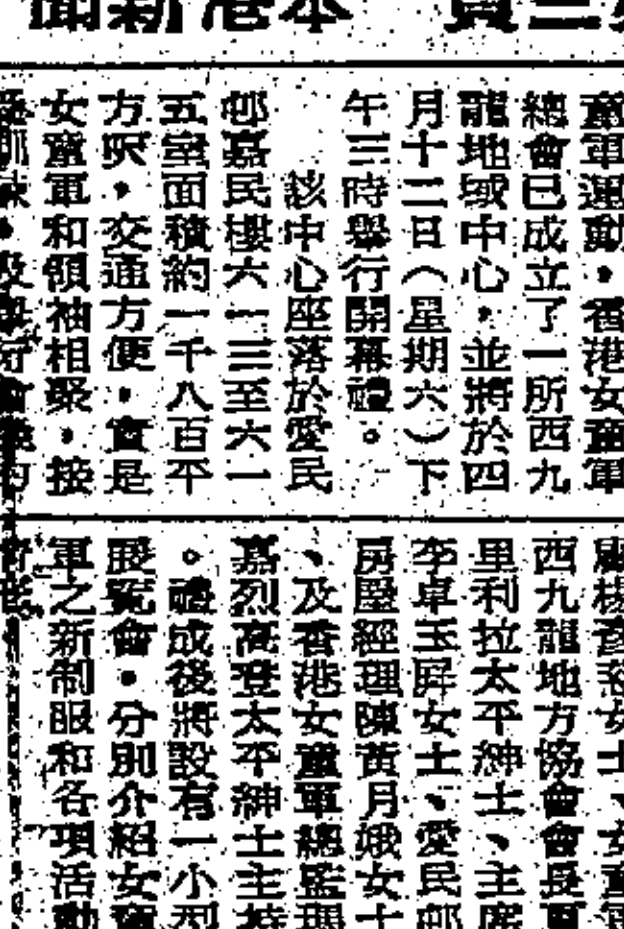 本港新聞
童軍運動，香港女童軍
總會已成立了一所西九
龍地域中心，並將於四
月十二日（星期六）下
午三時舉行開幕禮。
該中心座落於愛民
邨嘉民樓六一三至六一
五室面積約一千八百平
方呎，交通方便，實是
女童軍和領袖相聚，接
西九龍地方協會會長夏
里利拉太平紳士、主席
李卓玉屏女士、愛民邨
房屋經理陳黃月娥女士
、及香港女童軍總監理
嘉烈高登太平紳士主持
。禮成後將設有一小型
展覽會，分別介紹女童
軍之新制服和各項活動